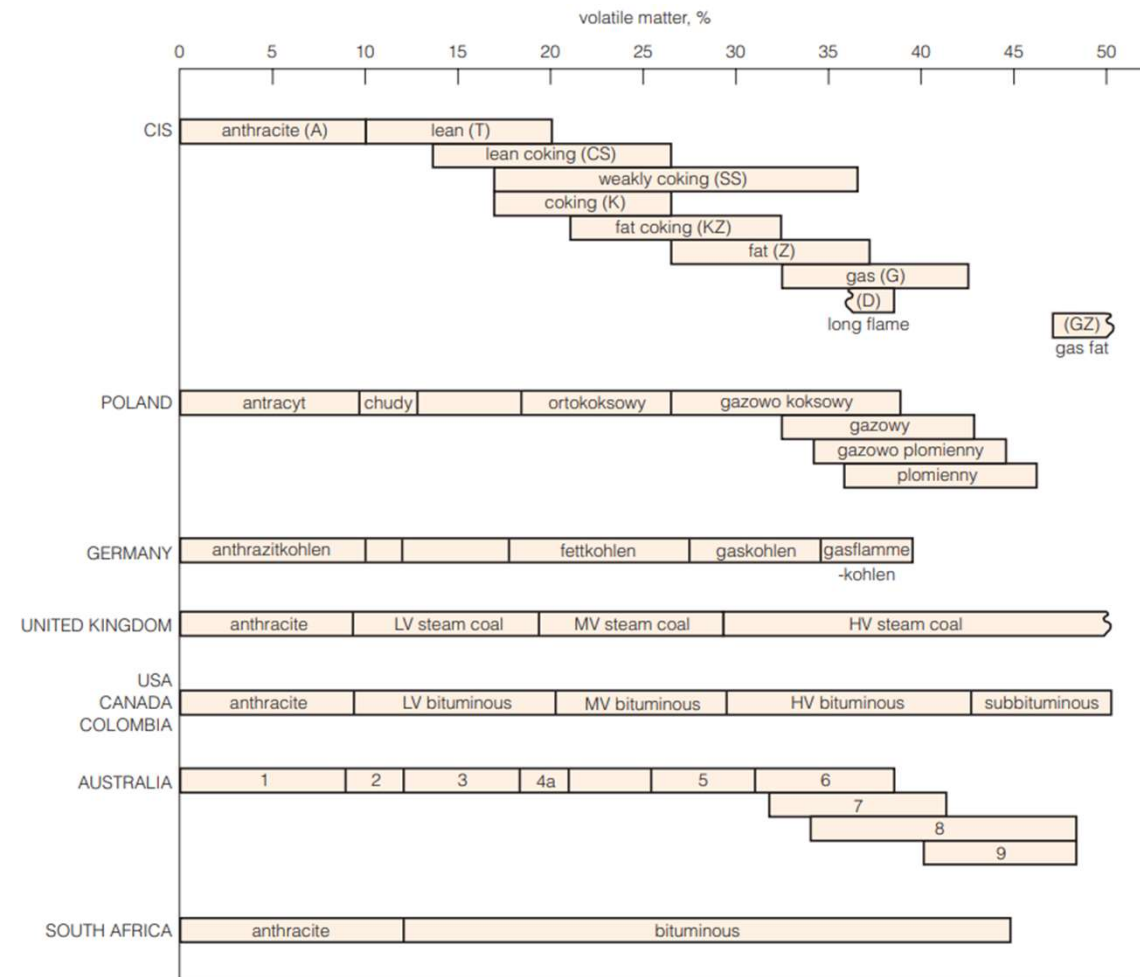 volatile matter, %
0 5 10 15 20 25 30 35 40 45 50
CIS anthracite (A) lean (T)
lean coking (CS)
weakly coking (SS)
coking (K)
fat coking (KZ)
fat (Z)
gas (G)
(D)
long flame
(GZ)
gas fat
POLAND antracyt chudy ortokoksowy gazowo koksowy
gazowy
gazowo plomienny
plomienny
GERMANY anthrazitkohlen fettkohlen gaskohlen gasflamme
-kohlen
UNITED KINGDOM anthracite LV steam coal MV steam coal HV steam coal
USA
CANADA anthracite LV bituminous MV bituminous HV bituminous subbituminous
COLOMBIA
AUSTRALIA 1 2 3 4a 5 6
7
8
9
SOUTH AFRICA anthracite bituminous